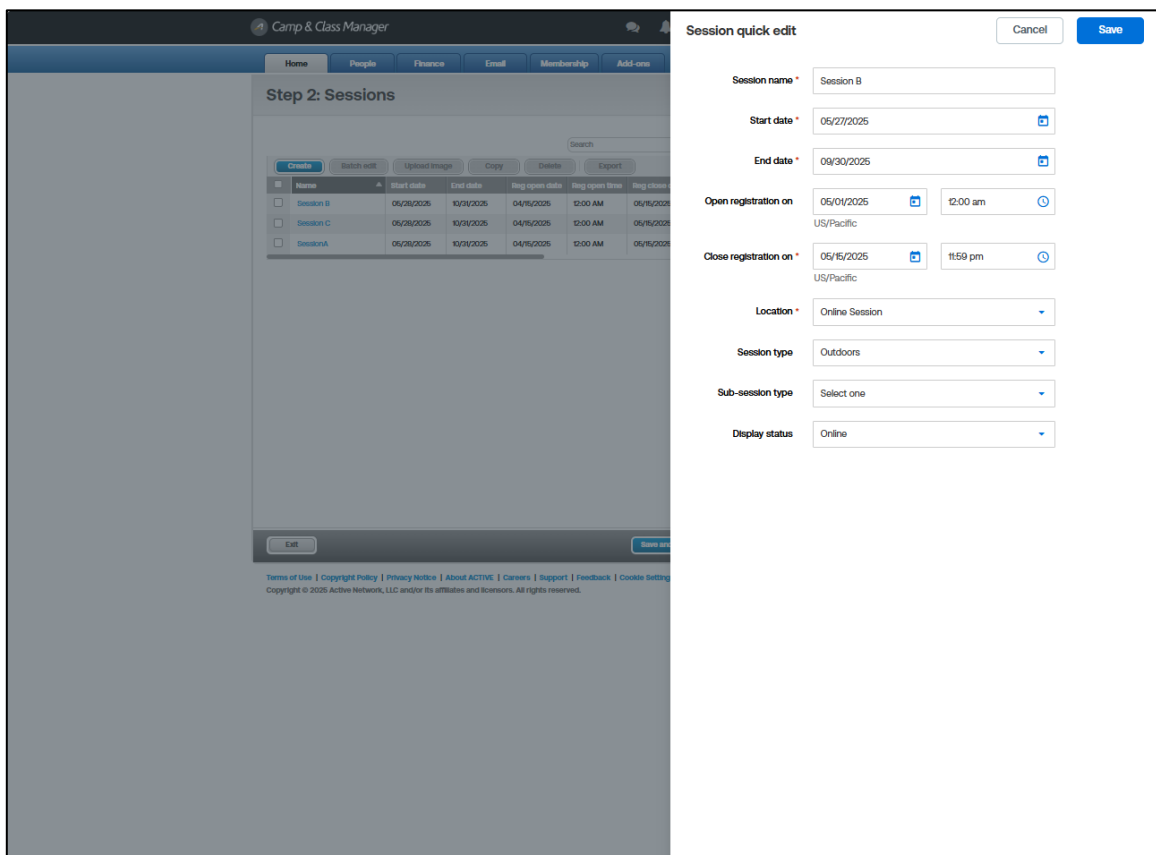 Camp & Class Manager
Session quick edit
Cancel
Save
Home People Finance Email Membership Add-ons
Step 2: Sessions
Search
Create Batch edit Upload image Copy Delete Export
Name Start date End date Reg open date Reg open time Reg close
Session B 05/28/2025 10/31/2025 04/15/2025 12:00 AM 05/15/2025
Session C 05/28/2025 10/31/2025 04/15/2025 12:00 AM 05/15/2025
SessionA 05/28/2025 10/31/2025 04/15/2025 12:00 AM 05/15/2025
Exit
Save and
Terms of Use | Copyright Policy | Privacy Notice | About ACTIVE | Careers | Support | Feedback | Cookie Setting
Copyright © 2025 Active Network, LLC and/or its affiliates and licensors. All rights reserved.
Session name * Session B
Start date * 05/27/2025
End date * 09/30/2025
Open registration on 05/01/2025 12:00 am
US/Pacific
Close registration on * 05/15/2025 11:59 pm
US/Pacific
Location * Online Session
Session type Outdoors
Sub-session type Select one
Display status Online